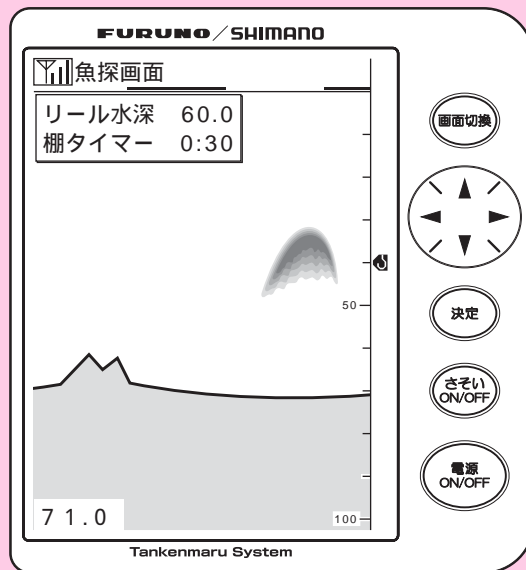 FURUNO/SHIMANO
魚探画面
リール水深 60.0
棚タイマー 0:30
画面切換
50
決定
さそい
ON/OFF
電源
ON/OFF
71.0
100
Tankenmaru System